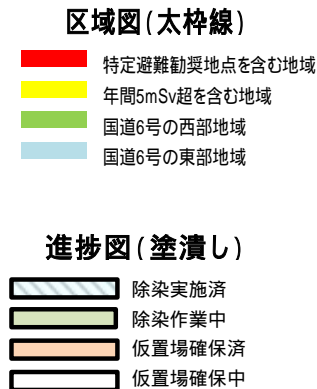 区域図(太枠線)
特定避難勧奨地点を含む地域
年間5mSv超を含む地域
国道6号の西部地域
国道6号の東部地域
進捗図(塗潰し)
除染実施済
除染作業中
仮置場確保済
仮置場確保中